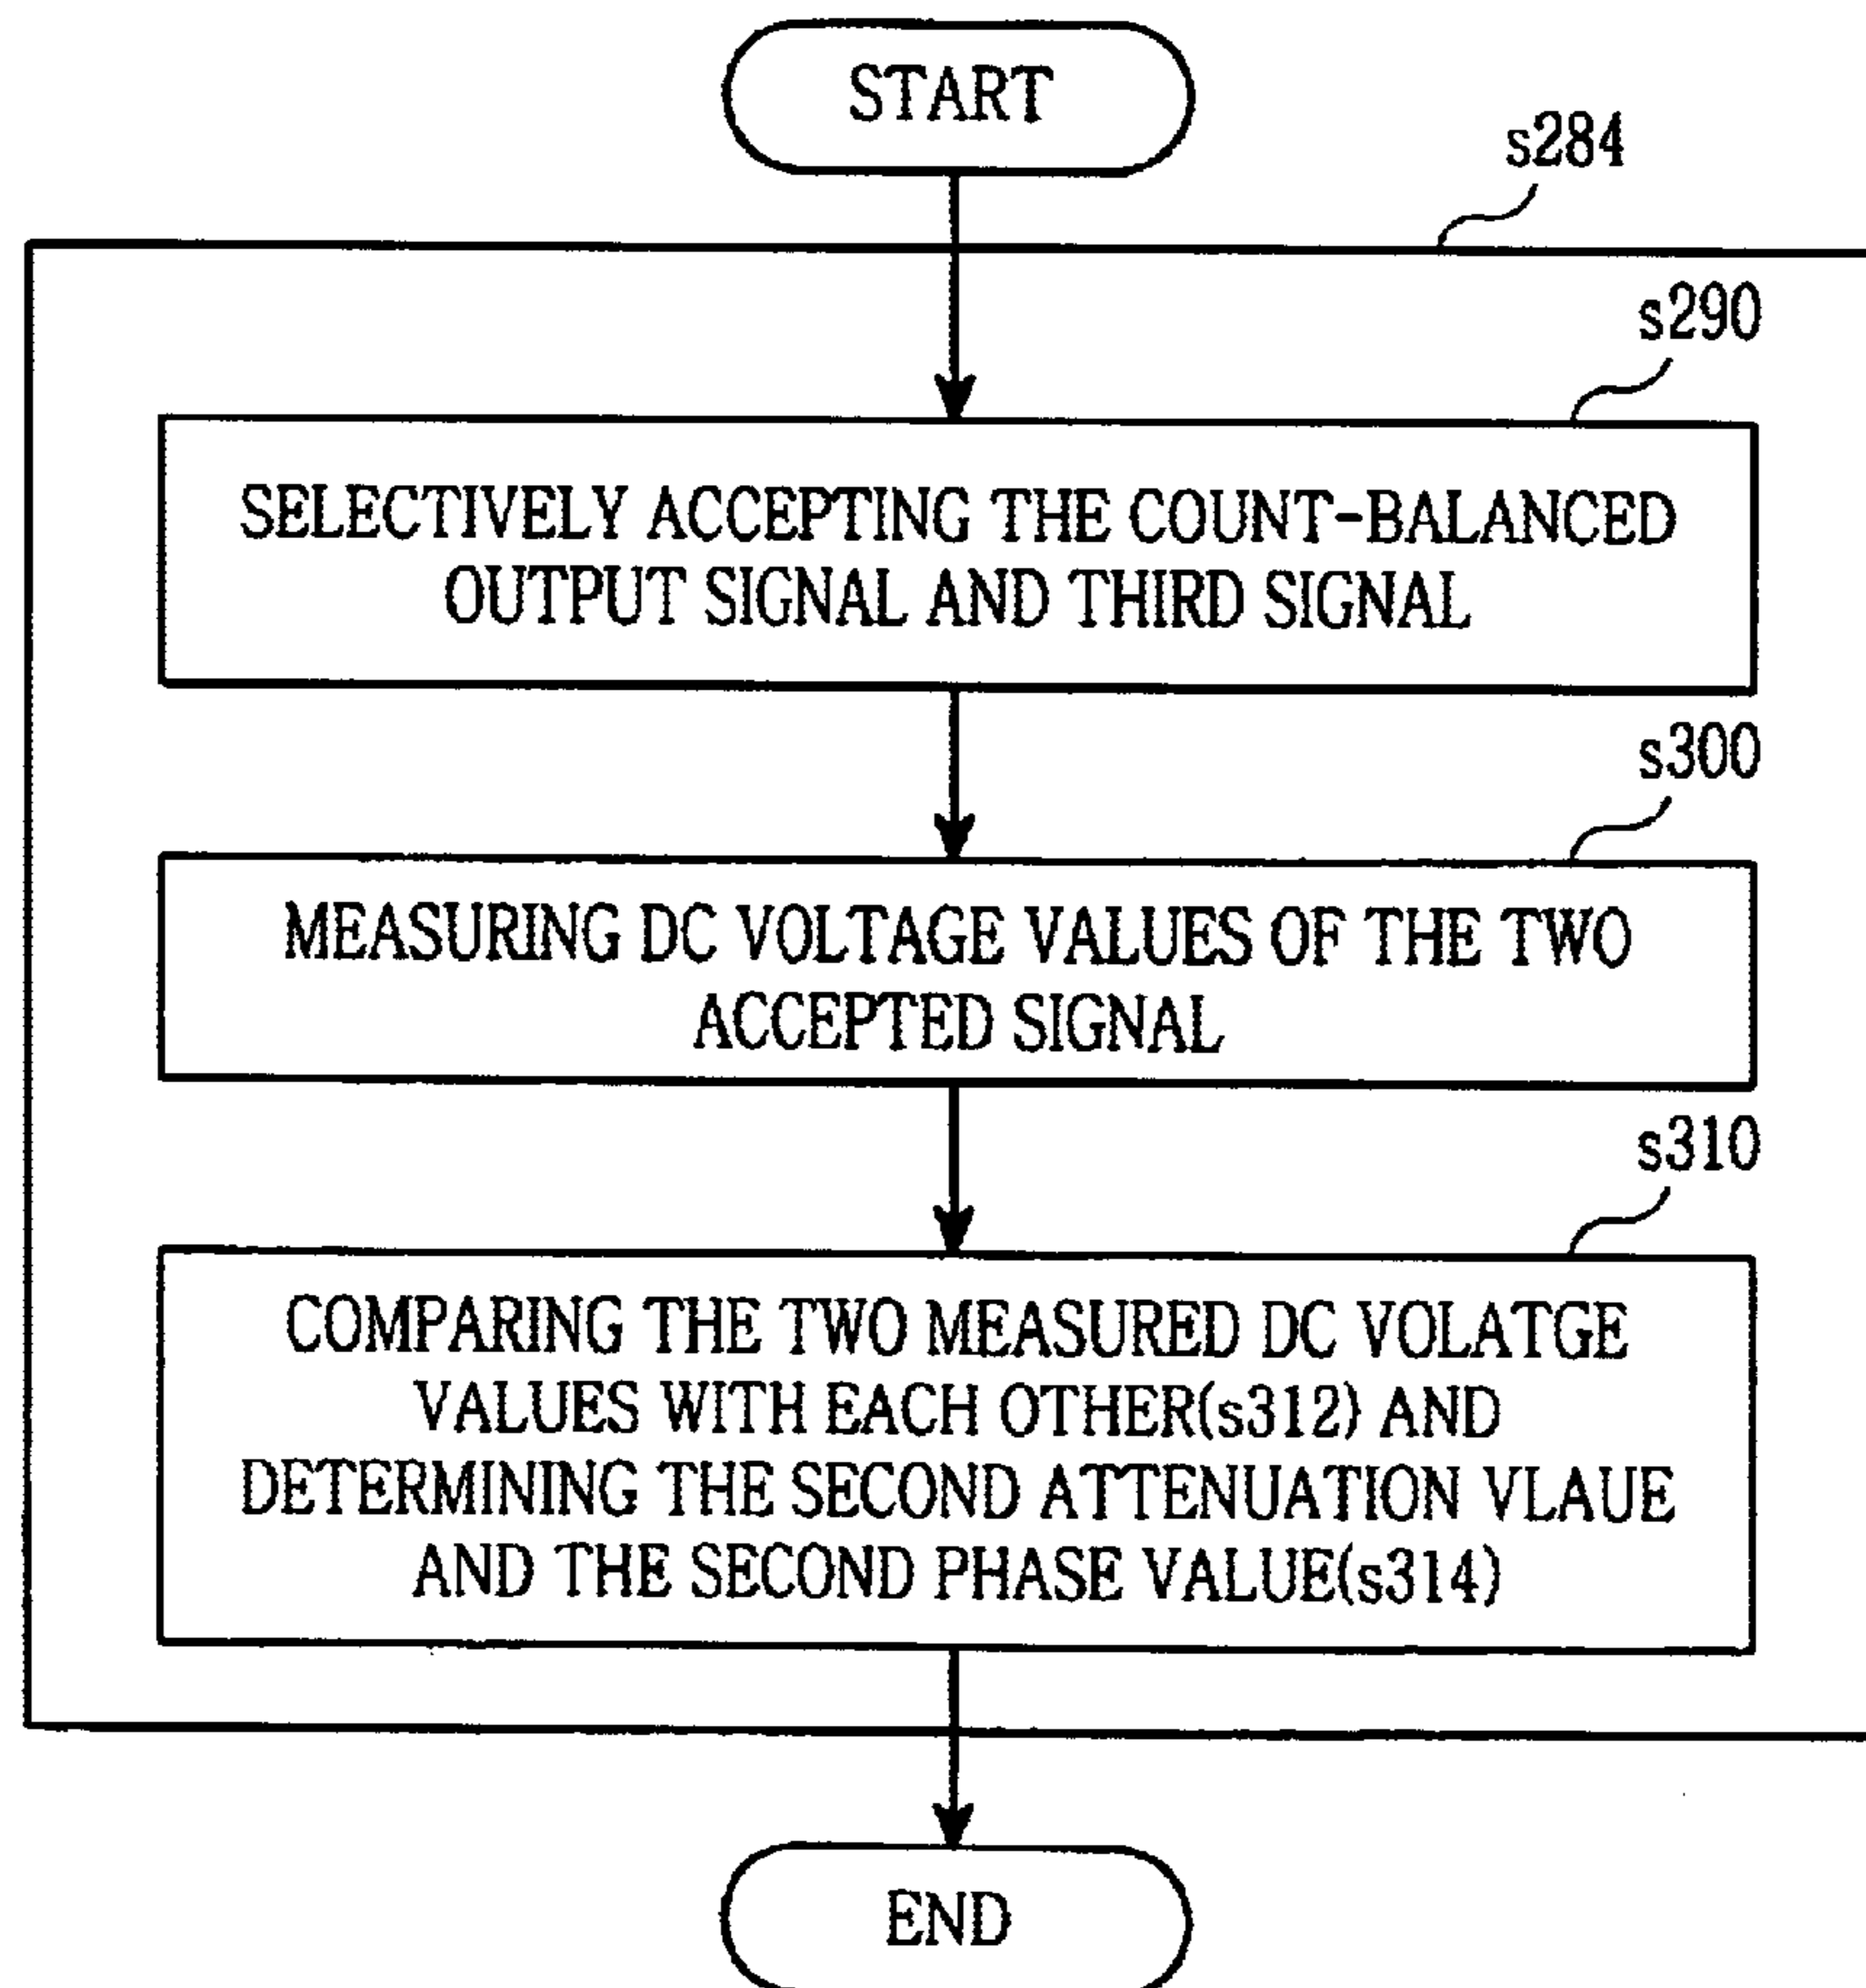 START
s284
s290
SELECTIVELY ACCEPTING THE COUNT-BALANCED
OUTPUT SIGNAL AND THIRD SIGNAL
s300
MEASURING DC VOLTAGE VALUES OF THE TWO
ACCEPTED SIGNAL
s310
COMPARING THE TWO MEASURED DC VOLATGE
VALUES WITH EACH OTHER(s312) AND
DETERMINING THE SECOND ATTENUATION VLAUE
AND THE SECOND PHASE VALUE(s314)
END